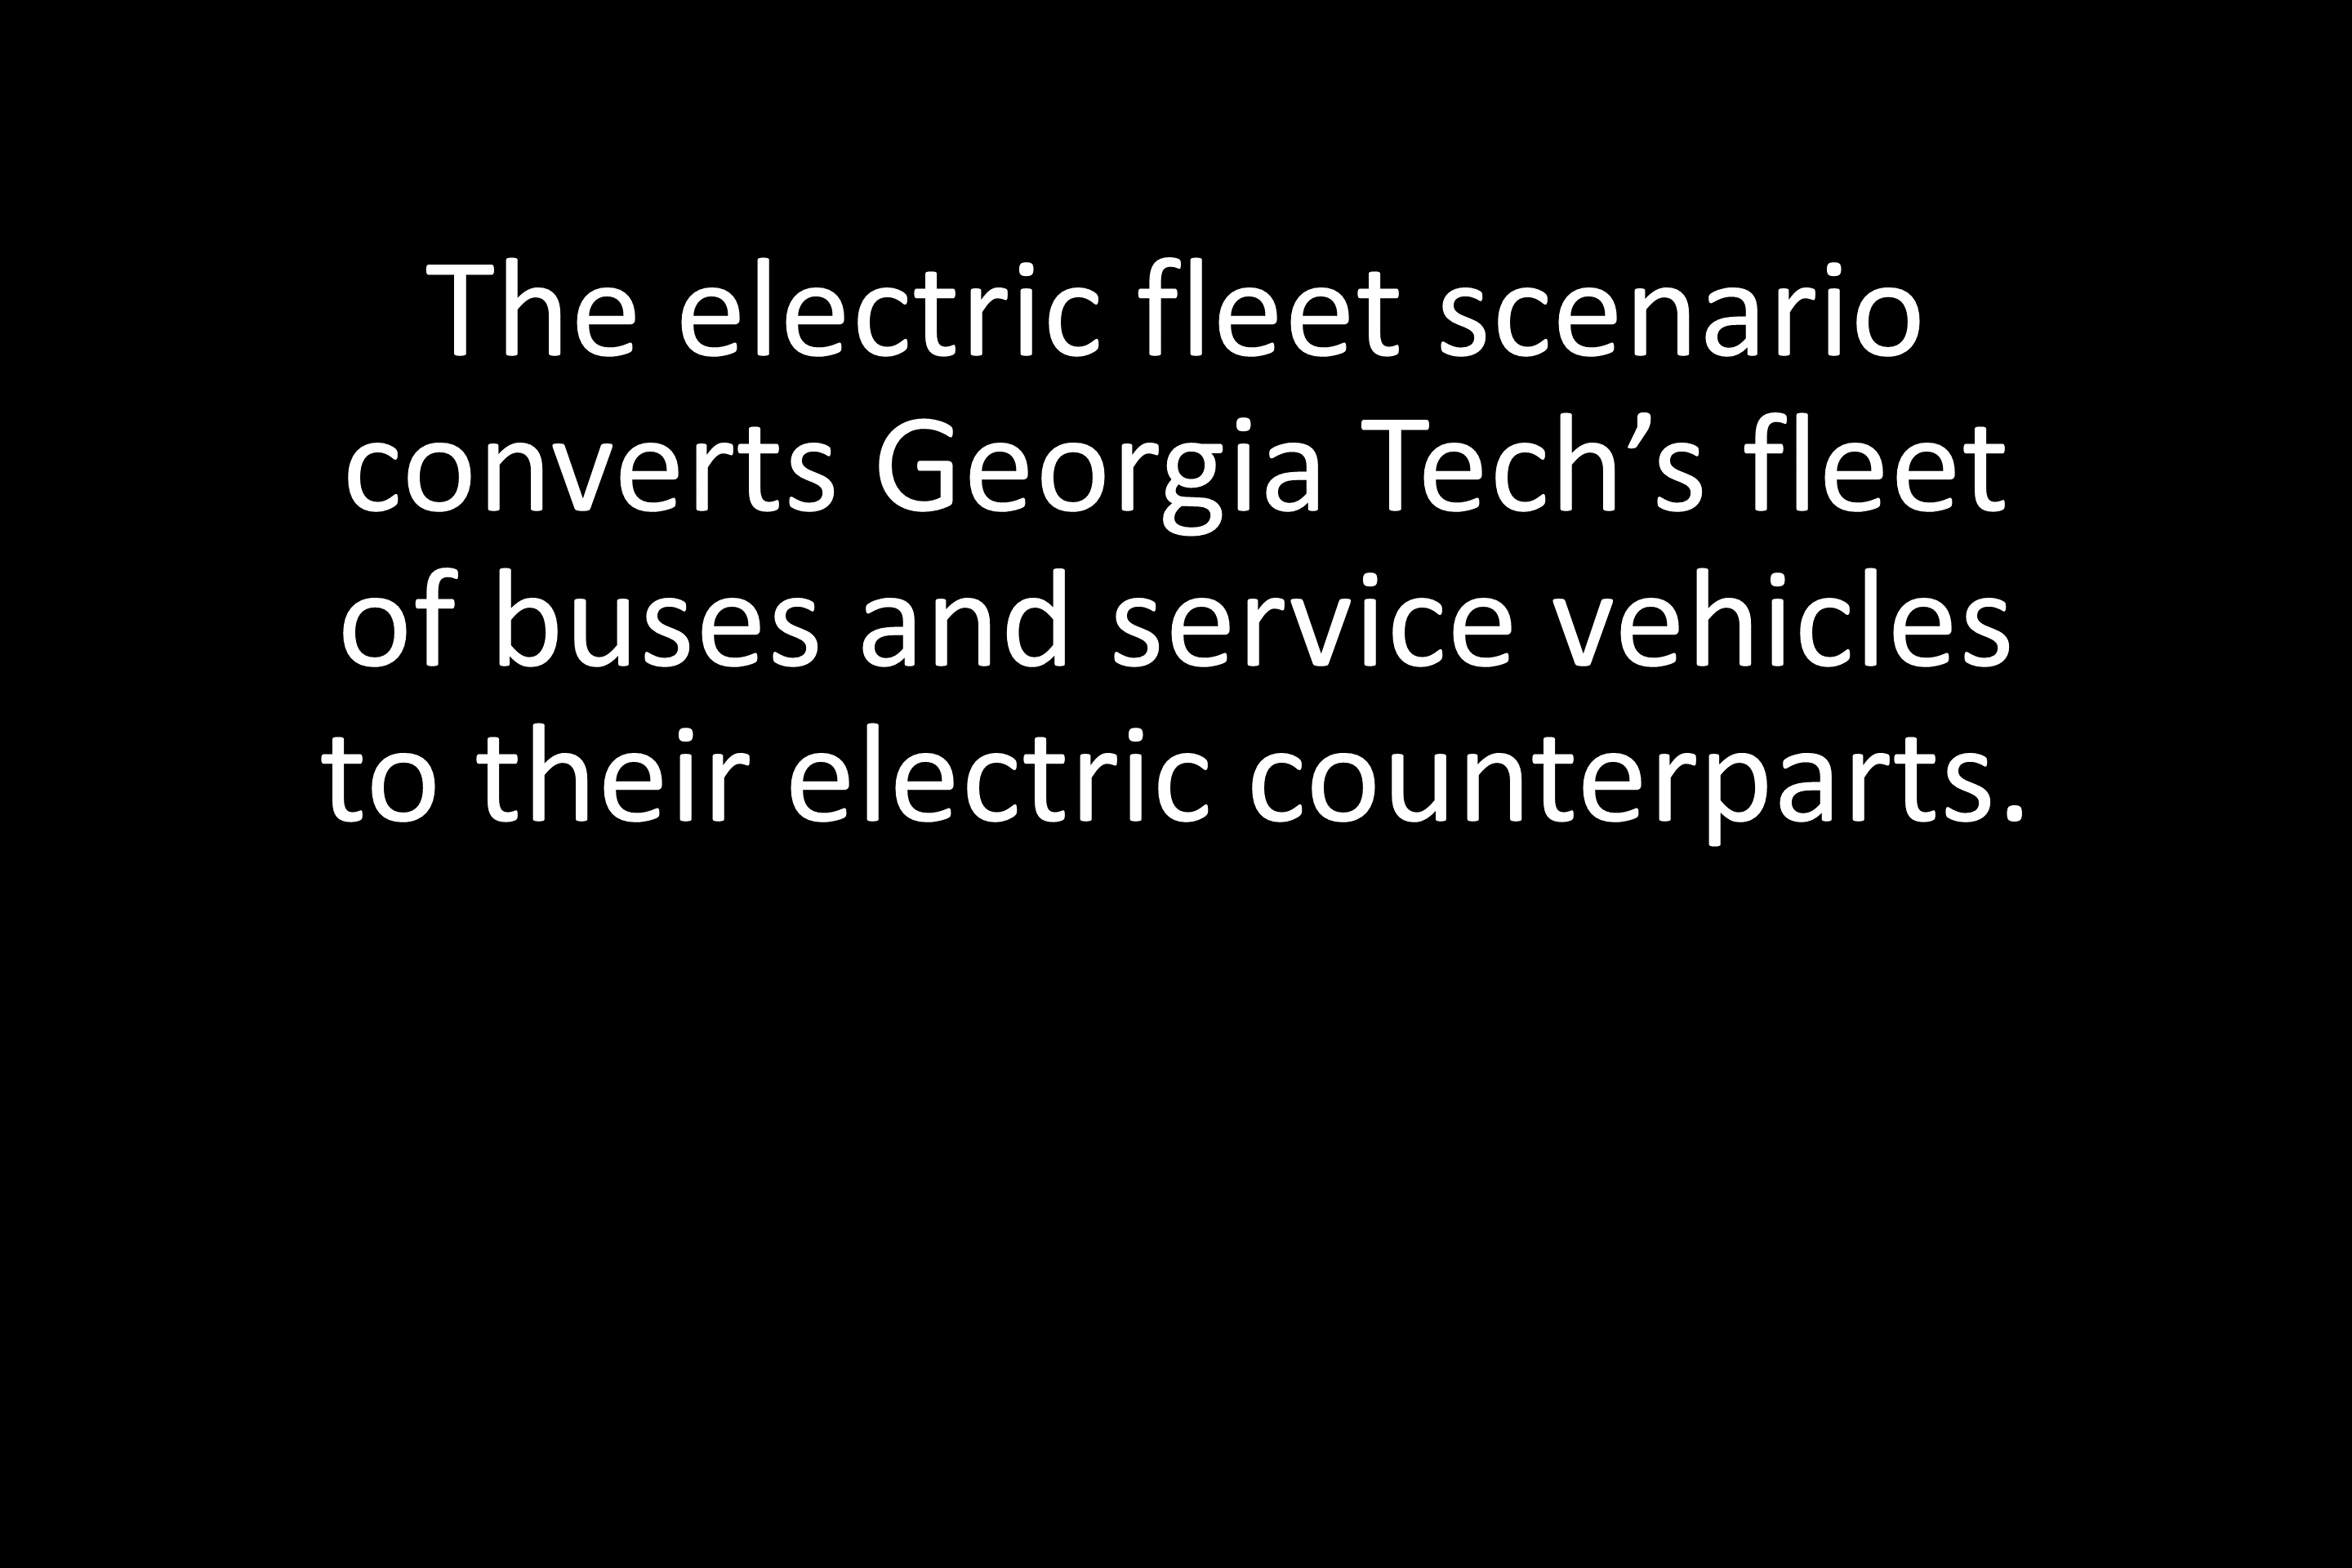 The electric fleet scenario
converts Georgia Tech’s fleet
of buses and service vehicles
to their electric counterparts.